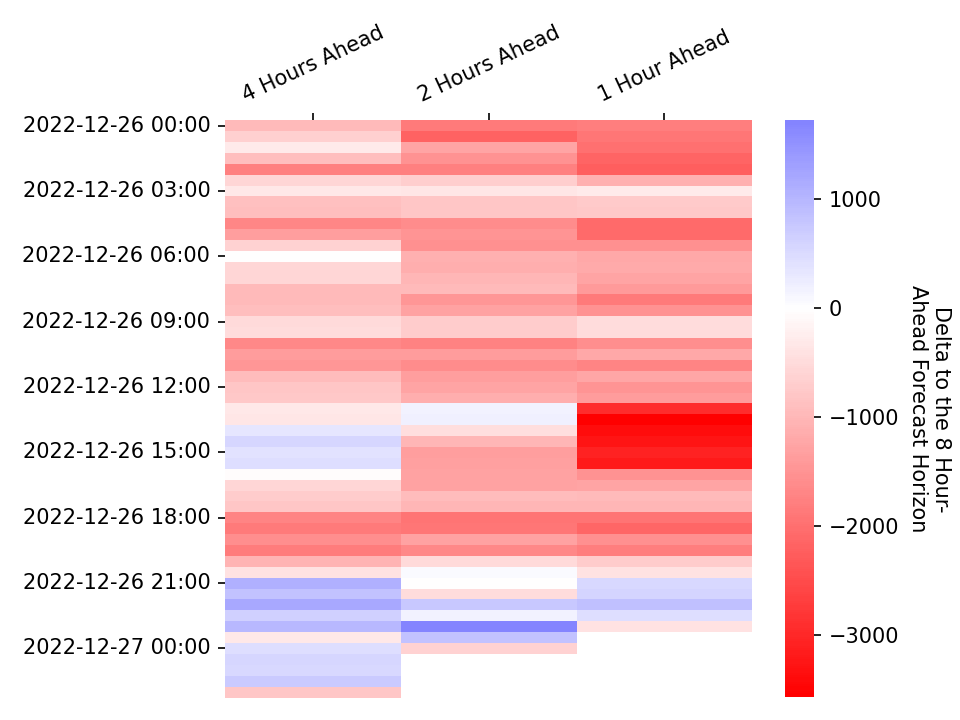 4 Hours Ahead
2 Hours Ahead
1 Hour Ahead
2022-12-26 00:00
2022-12-26 03:00
2022-12-26 06:00
2022-12-26 09:00
2022-12-26 12:00
2022-12-26 15:00
2022-12-26 18:00
2022-12-26 21:00
2022-12-27 00:00
1000
0
−1000
−2000
−3000
Delta to the 8 Hour-
Ahead Forecast Horizon